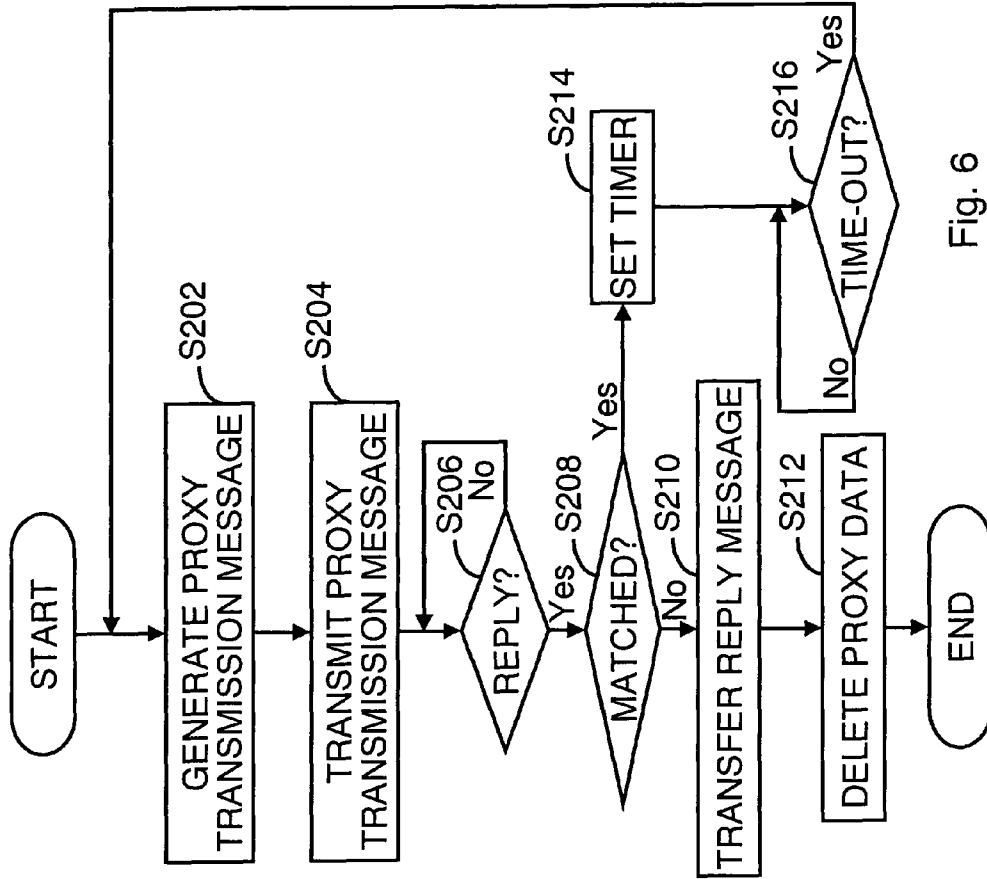 START
GENERATE PROXY
TRANSMISSION MESSAGE
S202
TRANSMIT PROXY
TRANSMISSION MESSAGE
S204
REPLY?
S206
No
Yes
MATCHED?
S208
Yes
No
TRANSFER REPLY MESSAGE
S210
DELETE PROXY DATA
S212
END
SET TIMER
S214
TIME-OUT?
S216
No
Yes
Fig. 6